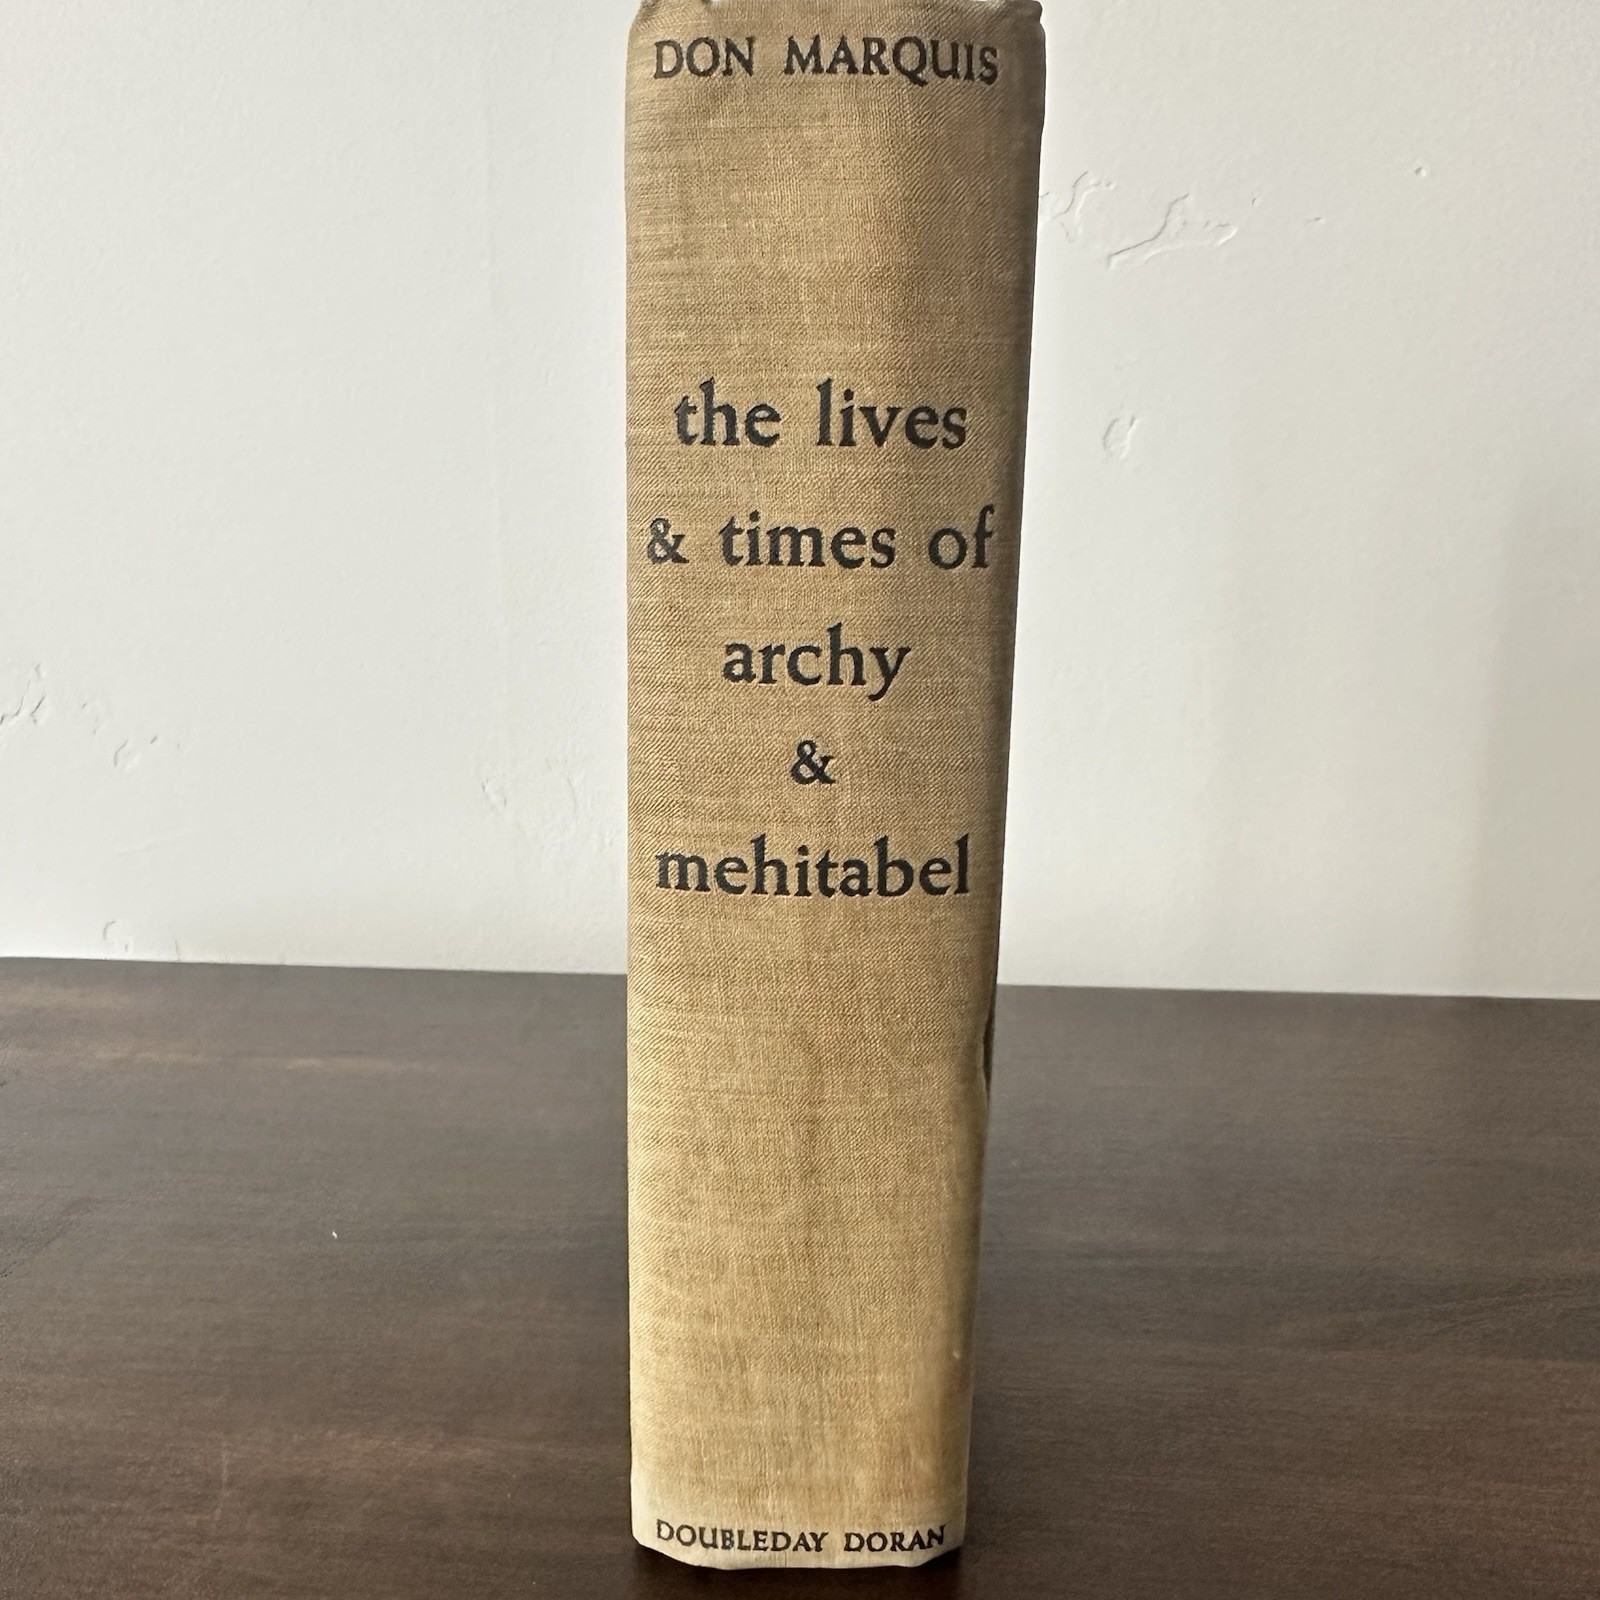 DON MARQUIS
the lives
& times of
archy
&
mehitabel
DOUBLEDAY DORAN